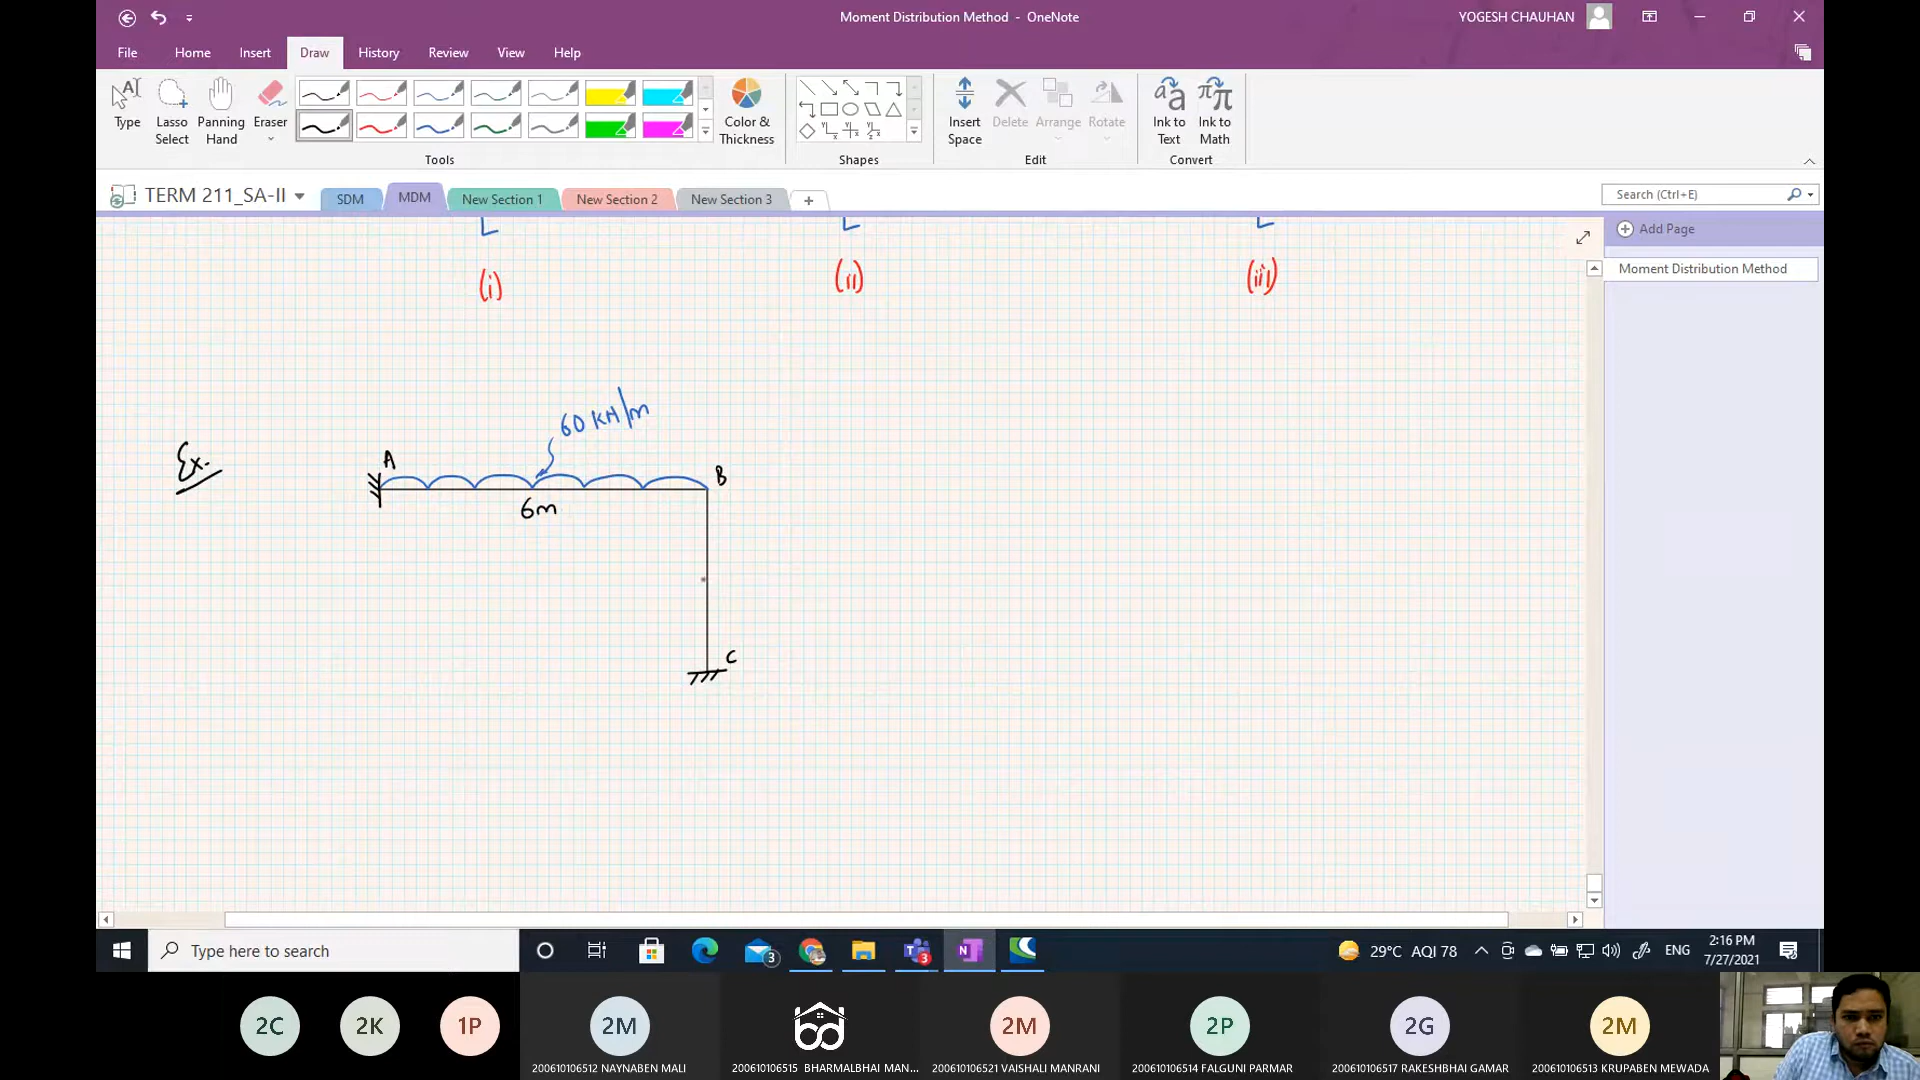 Moment Distribution Method - OneNote
YOGESH CHAUHAN
File Home Insert Draw History Review View Help
Type
Lasso Select
Panning Hand
Eraser
Color & Thickness
Insert Space
Delete
Arrange
Rotate
Ink to Text
Ink to Math
Tools
Shapes
Edit
Convert
TERM 211_SA-II
SDM
MDM
New Section 1
New Section 2
New Section 3
Search (Ctrl+E)
Add Page
Moment Distribution Method
L L L
(i) (ii) (iii)
60 KN/m
Ex.
A
B
6m
C
Type here to search
3
3
29°C AQI 78
ENG
2:16 PM
7/27/2021
2C
2K
1P
2M
2M
2P
2G
2M
200610106512 NAYNABEN MALI
200610106515 BHARMALBHAI MAN...
200610106521 VAISHALI MANRANI
200610106514 FALGUNI PARMAR
200610106517 RAKESHBHAI GAMAR
200610106513 KRUPABEN MEWADA